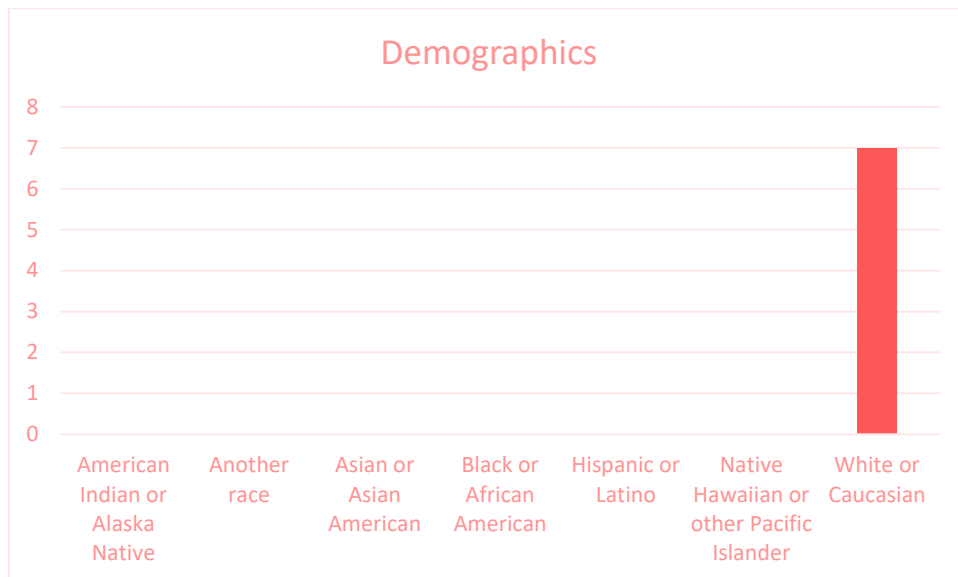 Demographics
8
7
6
5
4
3
2
1
0
American
Indian or
Alaska
Native
Another
race
Asian or
Asian
American
Black or
African
American
Hispanic or
Latino
Native
Hawaiian or
other Pacific
Islander
White or
Caucasian